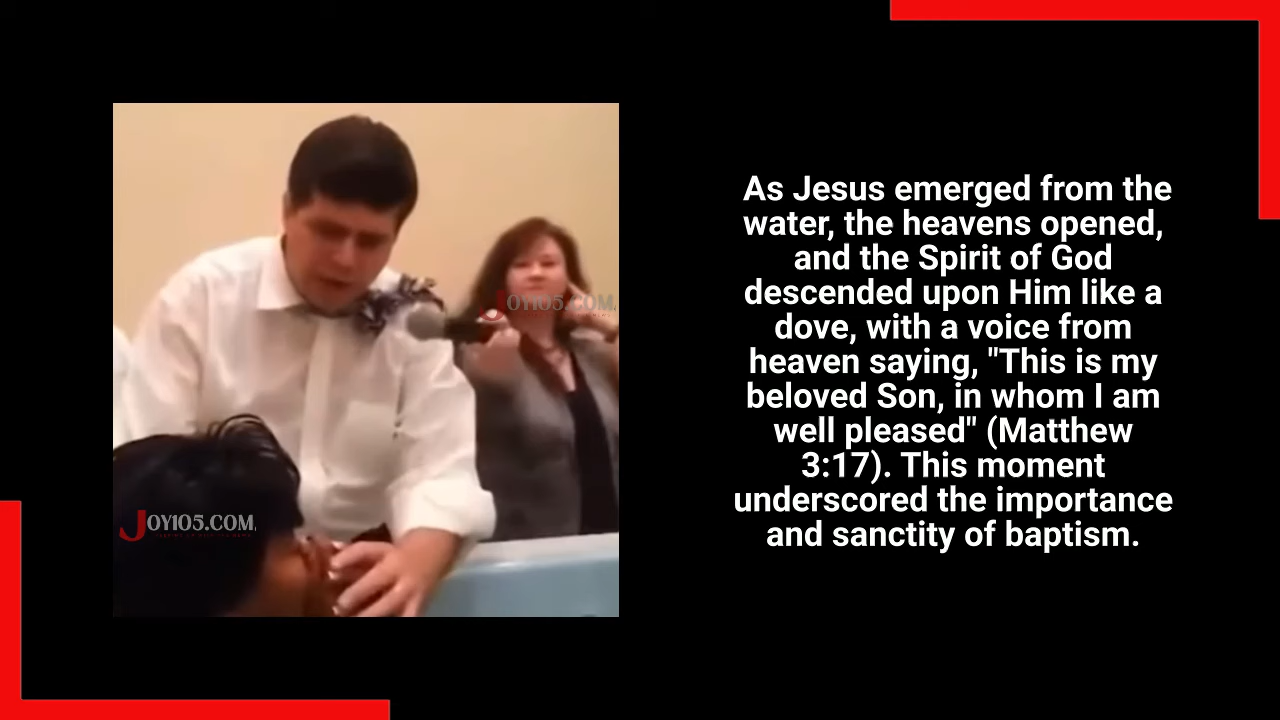 JOY105.COM
JOY105.COM
As Jesus emerged from the
water, the heavens opened,
and the Spirit of God
descended upon Him like a
dove, with a voice from
heaven saying, "This is my
beloved Son, in whom I am
well pleased" (Matthew
3:17). This moment
underscored the importance
and sanctity of baptism.